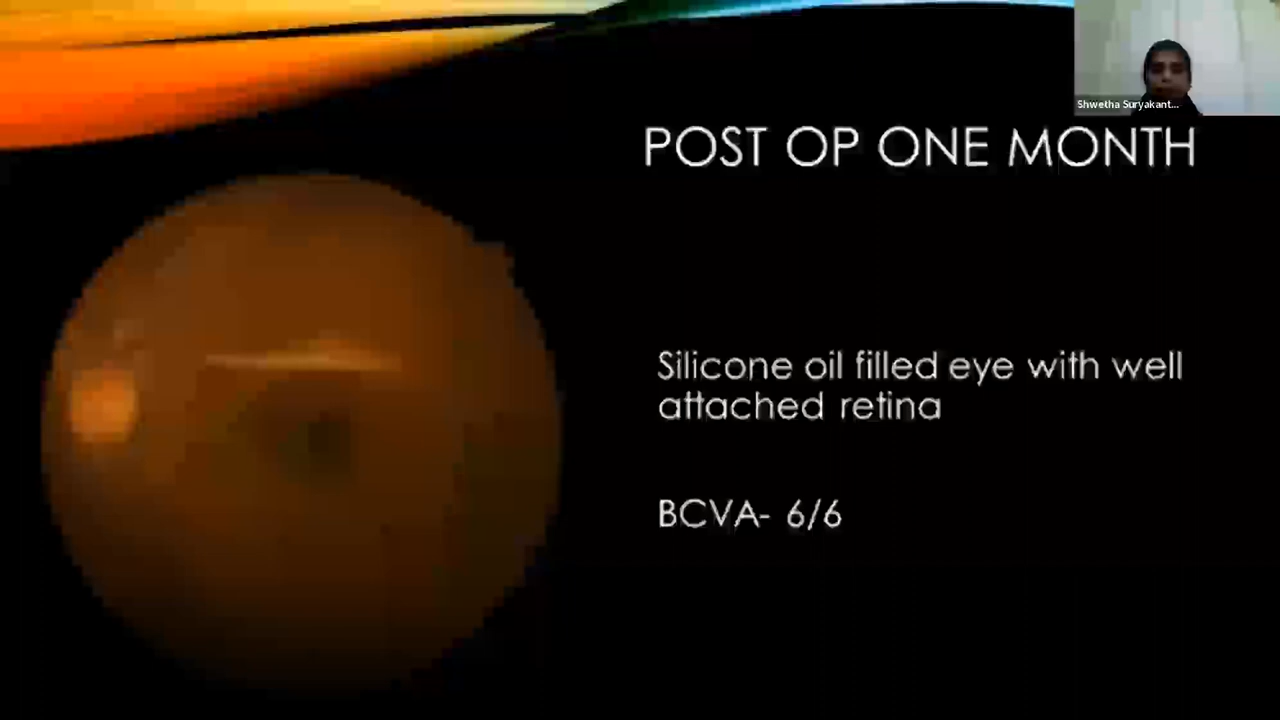 Shwetha Suryakant...
POST OP ONE MONTH
Silicone oil filled eye with well
attached retina
BCVA- 6/6